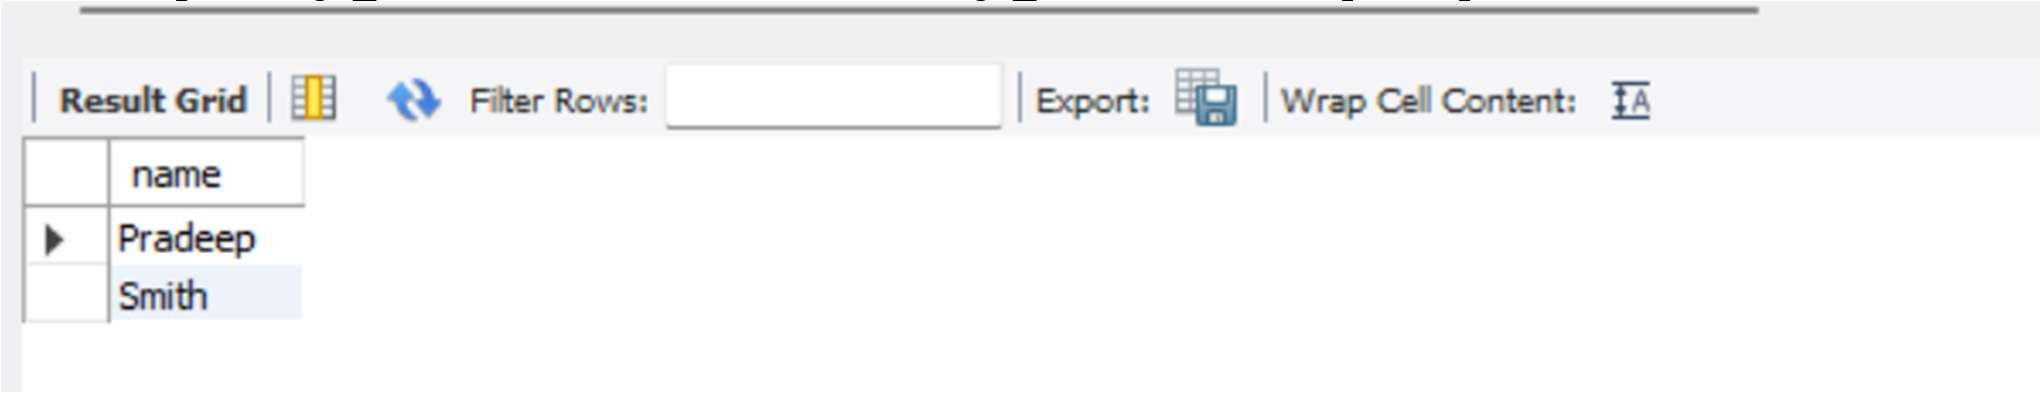 Result Grid Filter Rows: Export: Wrap Cell Content:
name
Pradeep
Smith